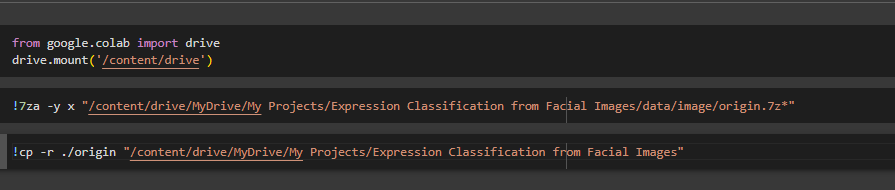 from google.colab import drive
drive.mount('/content/drive')
!7za -y x "/content/drive/MyDrive/My Projects/Expression Classification from Facial Images/data/image/origin.7z*"
!cp -r ./origin "/content/drive/MyDrive/My Projects/Expression Classification from Facial Images"